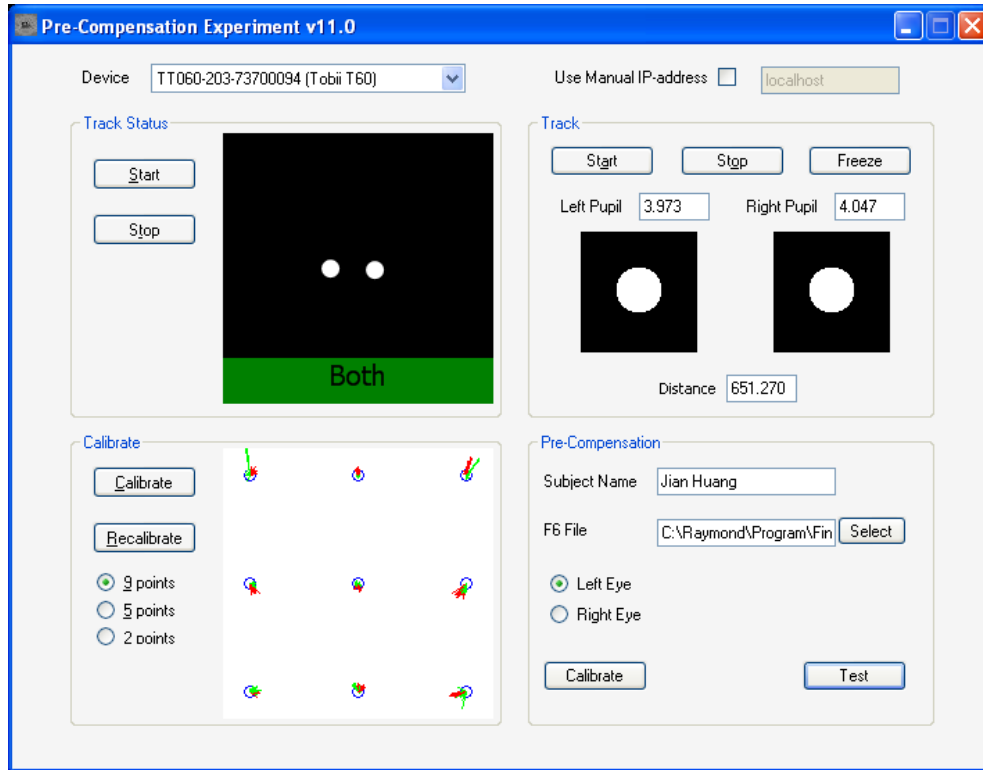 Pre-Compensation Experiment v11.0
Device TT060-203-73700094 (Tobii T60) Use Manual IP-address localhost
Track Status
Start
Stop
Both
Track
Start Stop Freeze
Left Pupil 3.973 Right Pupil 4.047
Distance 651.270
Calibrate
Calibrate
Recalibrate
9 points
5 points
2 points
Pre-Compensation
Subject Name Jian Huang
F6 File C:\Raymond\Program\Fin Select
Left Eye
Right Eye
Calibrate Test